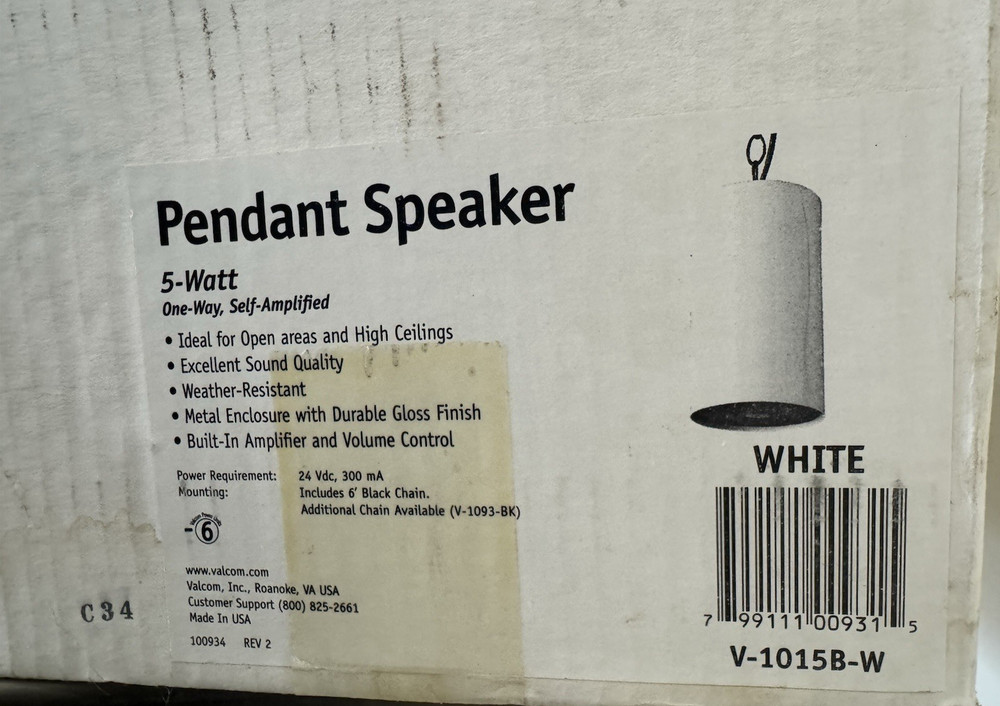 Pendant Speaker
5-Watt
One-Way, Self-Amplified
• Ideal for Open areas and High Ceilings
• Excellent Sound Quality
• Weather-Resistant
• Metal Enclosure with Durable Gloss Finish
• Built-In Amplifier and Volume Control
Power Requirement: 24 Vdc, 300 mA
Mounting: Includes 6' Black Chain.
Additional Chain Available (V-1093-BK)
-6
www.valcom.com
Valcom, Inc., Roanoke, VA USA
Customer Support (800) 825-2661
Made In USA
100934 REV 2
C34
WHITE
7 99111 00931 5
V-1015B-W